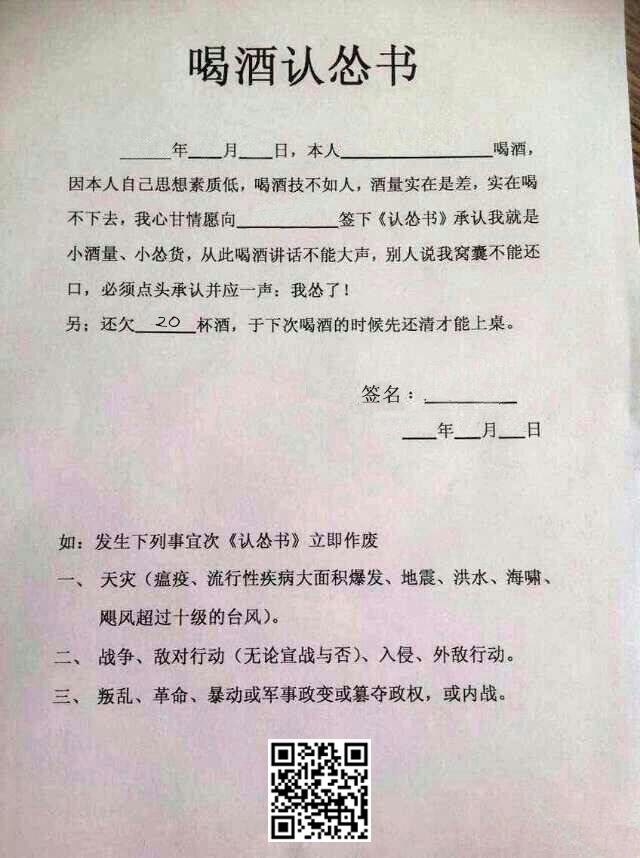 喝酒认怂书
______年____月____日，本人__________________喝酒，
因本人自己思想素质低，喝酒技不如人，酒量实在是差，实在喝
不下去，我心甘情愿向____________签下《认怂书》承认我就是
小酒量、小怂货，从此喝酒讲话不能大声，别人说我窝囊不能还
口，必须点头承认并应一声：我怂了！
另；还欠__20__杯酒，于下次喝酒的时候先还清才能上桌。
签名：__________
____年___月___日
如：发生下列事宜次《认怂书》立即作废
一、天灾（瘟疫、流行性疾病大面积爆发、地震、洪水、海啸、
飓风超过十级的台风）。
二、战争、敌对行动（无论宣战与否）、入侵、外敌行动。
三、叛乱、革命、暴动或军事政变或篡夺政权，或内战。